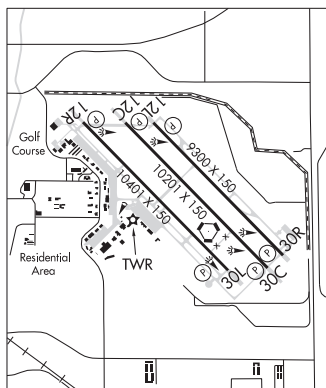 12R
12C
12L
P
P
P
Golf
Course
9300 X 150
10201 X 150
10401 X 150
Residential
Area
TWR
30R
30C
30L
P
P
P